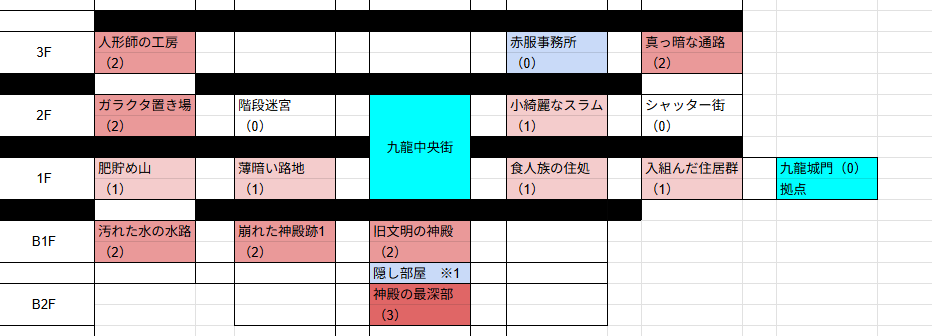 3F
人形師の工房
（2）
赤服事務所
（0）
真っ暗な通路
（2）
2F
ガラクタ置き場
（2）
階段迷宮
（0）
九龍中央街
小綺麗なスラム
（1）
シャッター街
（0）
1F
肥貯め山
（1）
薄暗い路地
（1）
食人族の住処
（1）
入組んだ住居群
（1）
九龍城門（0）
拠点
B1F
汚れた水の水路
（2）
崩れた神殿跡1
（2）
旧文明の神殿
（2）
隠し部屋　※1
B2F
神殿の最深部
（3）